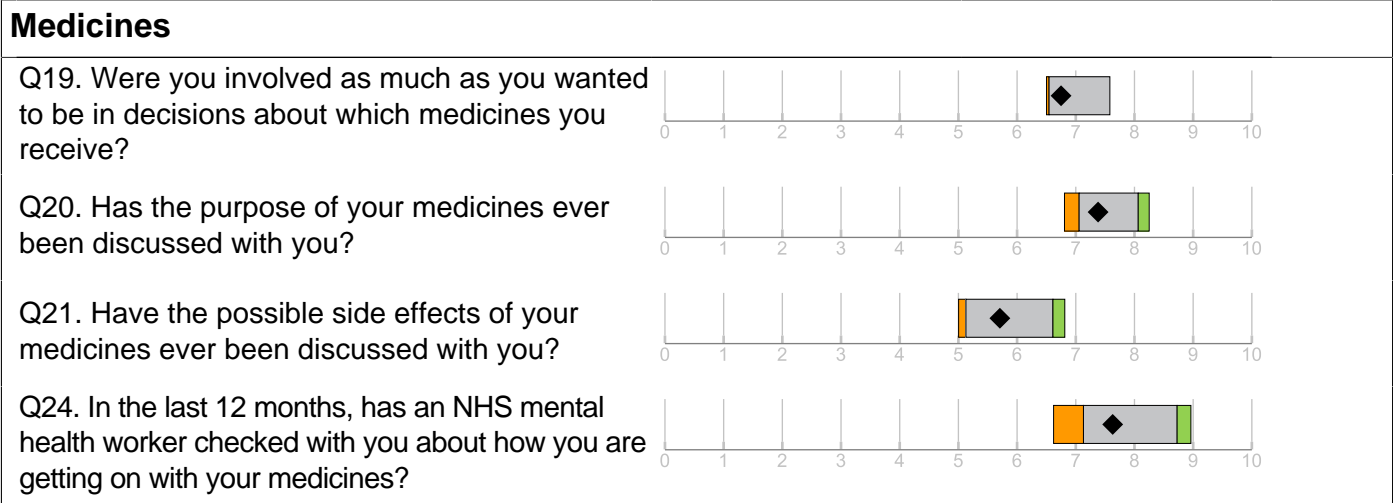 Medicines
Q19. Were you involved as much as you wanted
to be in decisions about which medicines you
receive?
0 1 2 3 4 5 6 7 8 9 10
Q20. Has the purpose of your medicines ever
been discussed with you?
0 1 2 3 4 5 6 7 8 9 10
Q21. Have the possible side effects of your
medicines ever been discussed with you?
0 1 2 3 4 5 6 7 8 9 10
Q24. In the last 12 months, has an NHS mental
health worker checked with you about how you are
getting on with your medicines?
0 1 2 3 4 5 6 7 8 9 10